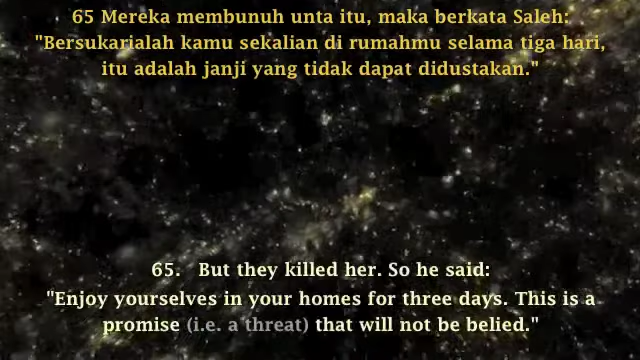 65 Mereka membunuh unta itu, maka berkata Saleh:
"Bersukarialah kamu sekalian di rumahmu selama tiga hari,
itu adalah janji yang tidak dapat didustakan."
65. But they killed her. So he said:
"Enjoy yourselves in your homes for three days. This is a
promise (i.e. a threat) that will not be belied."